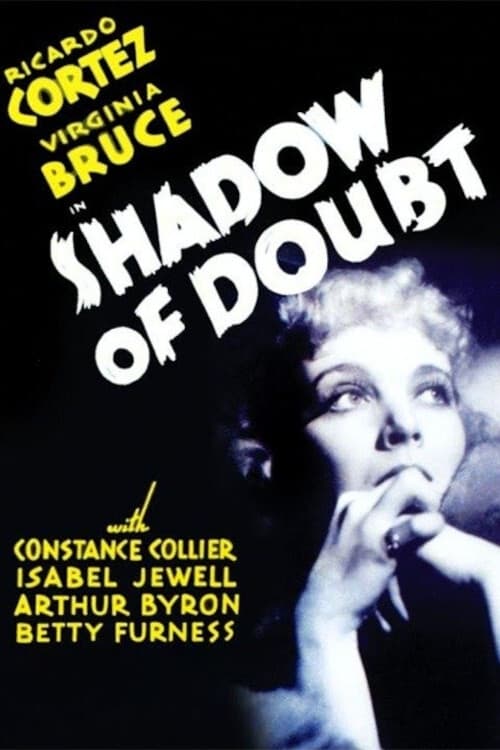 RICARDO
CORTEZ
VIRGINIA
BRUCE
IN
SHADOW
OF DOUBT
with
CONSTANCE COLLIER
ISABEL JEWELL
ARTHUR BYRON
BETTY FURNESS